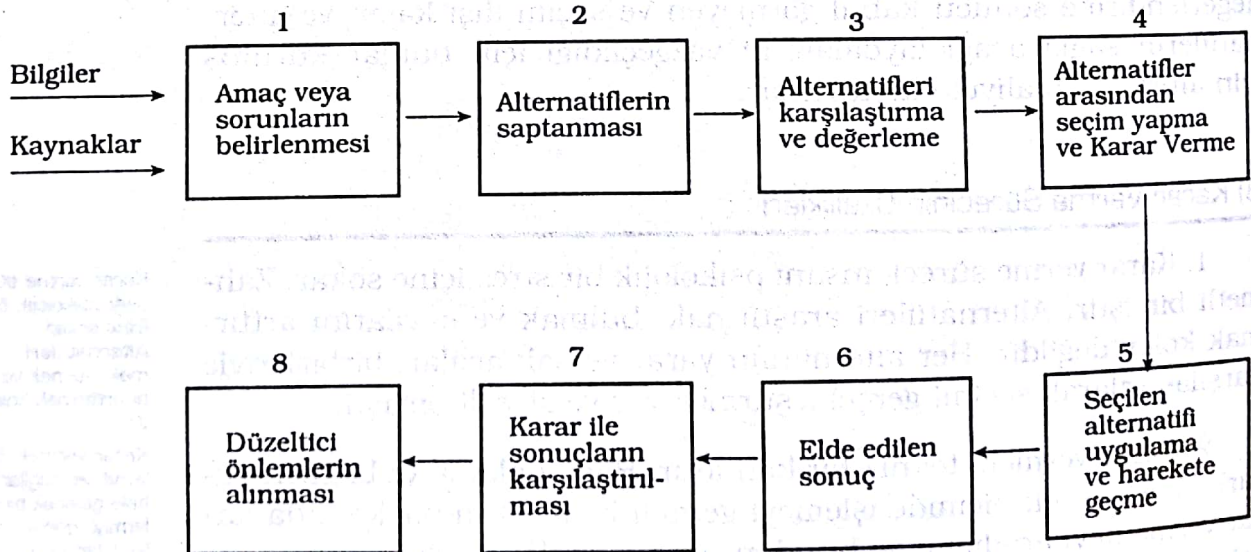 1
Bilgiler
Kaynaklar
Amaç veya
sorunların
belirlenmesi
2
Alternatiflerin
saptanması
3
Alternatifleri
karşılaştırma
ve değerleme
4
Alternatifler
arasından
seçim yapma
ve Karar Verme
5
Seçilen
alternatifi
uygulama
ve harekete
geçme
6
Elde edilen
sonuç
7
Karar ile
sonuçların
karşılaştırıl-
ması
8
Düzeltici
önlemlerin
alınması